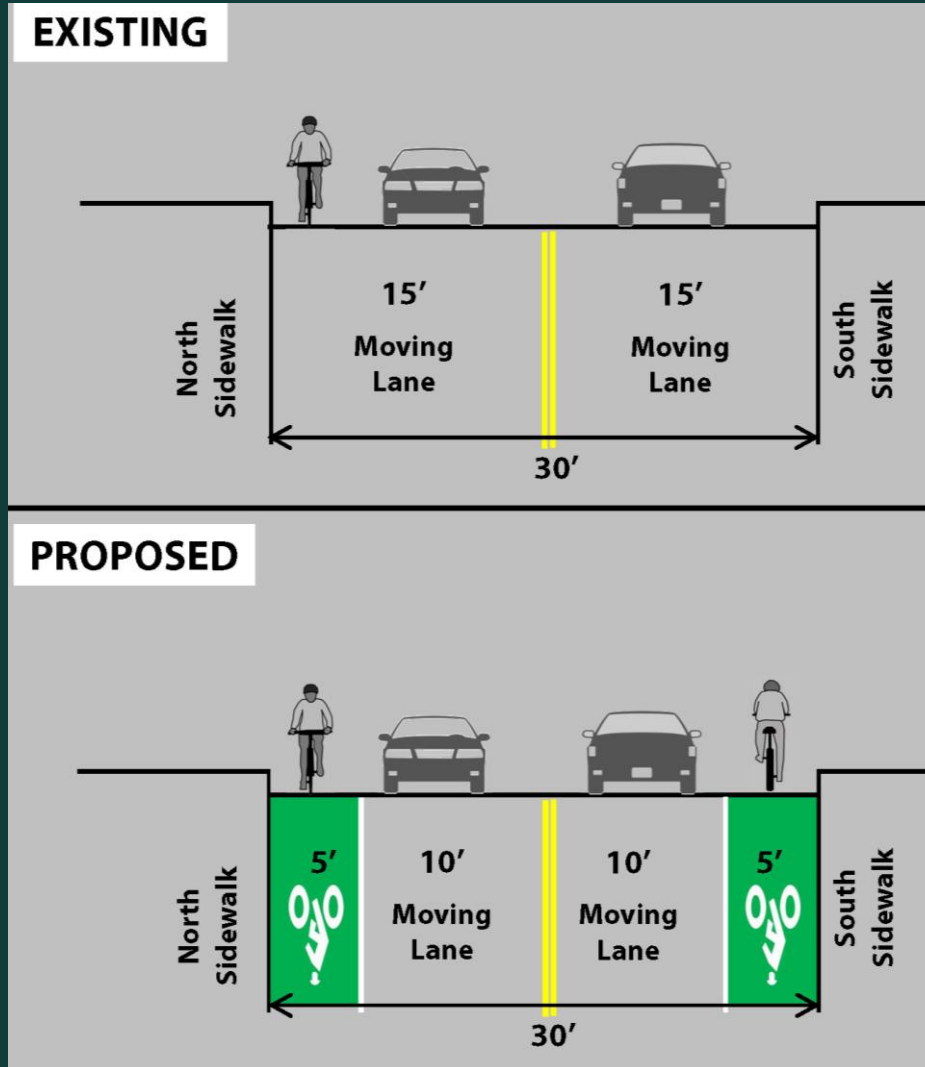 EXISTING
15’
Moving
Lane
15’
Moving
Lane
North
Sidewalk
South
Sidewalk
30’
PROPOSED
5’
10’
Moving
Lane
10’
Moving
Lane
5’
North
Sidewalk
South
Sidewalk
30’